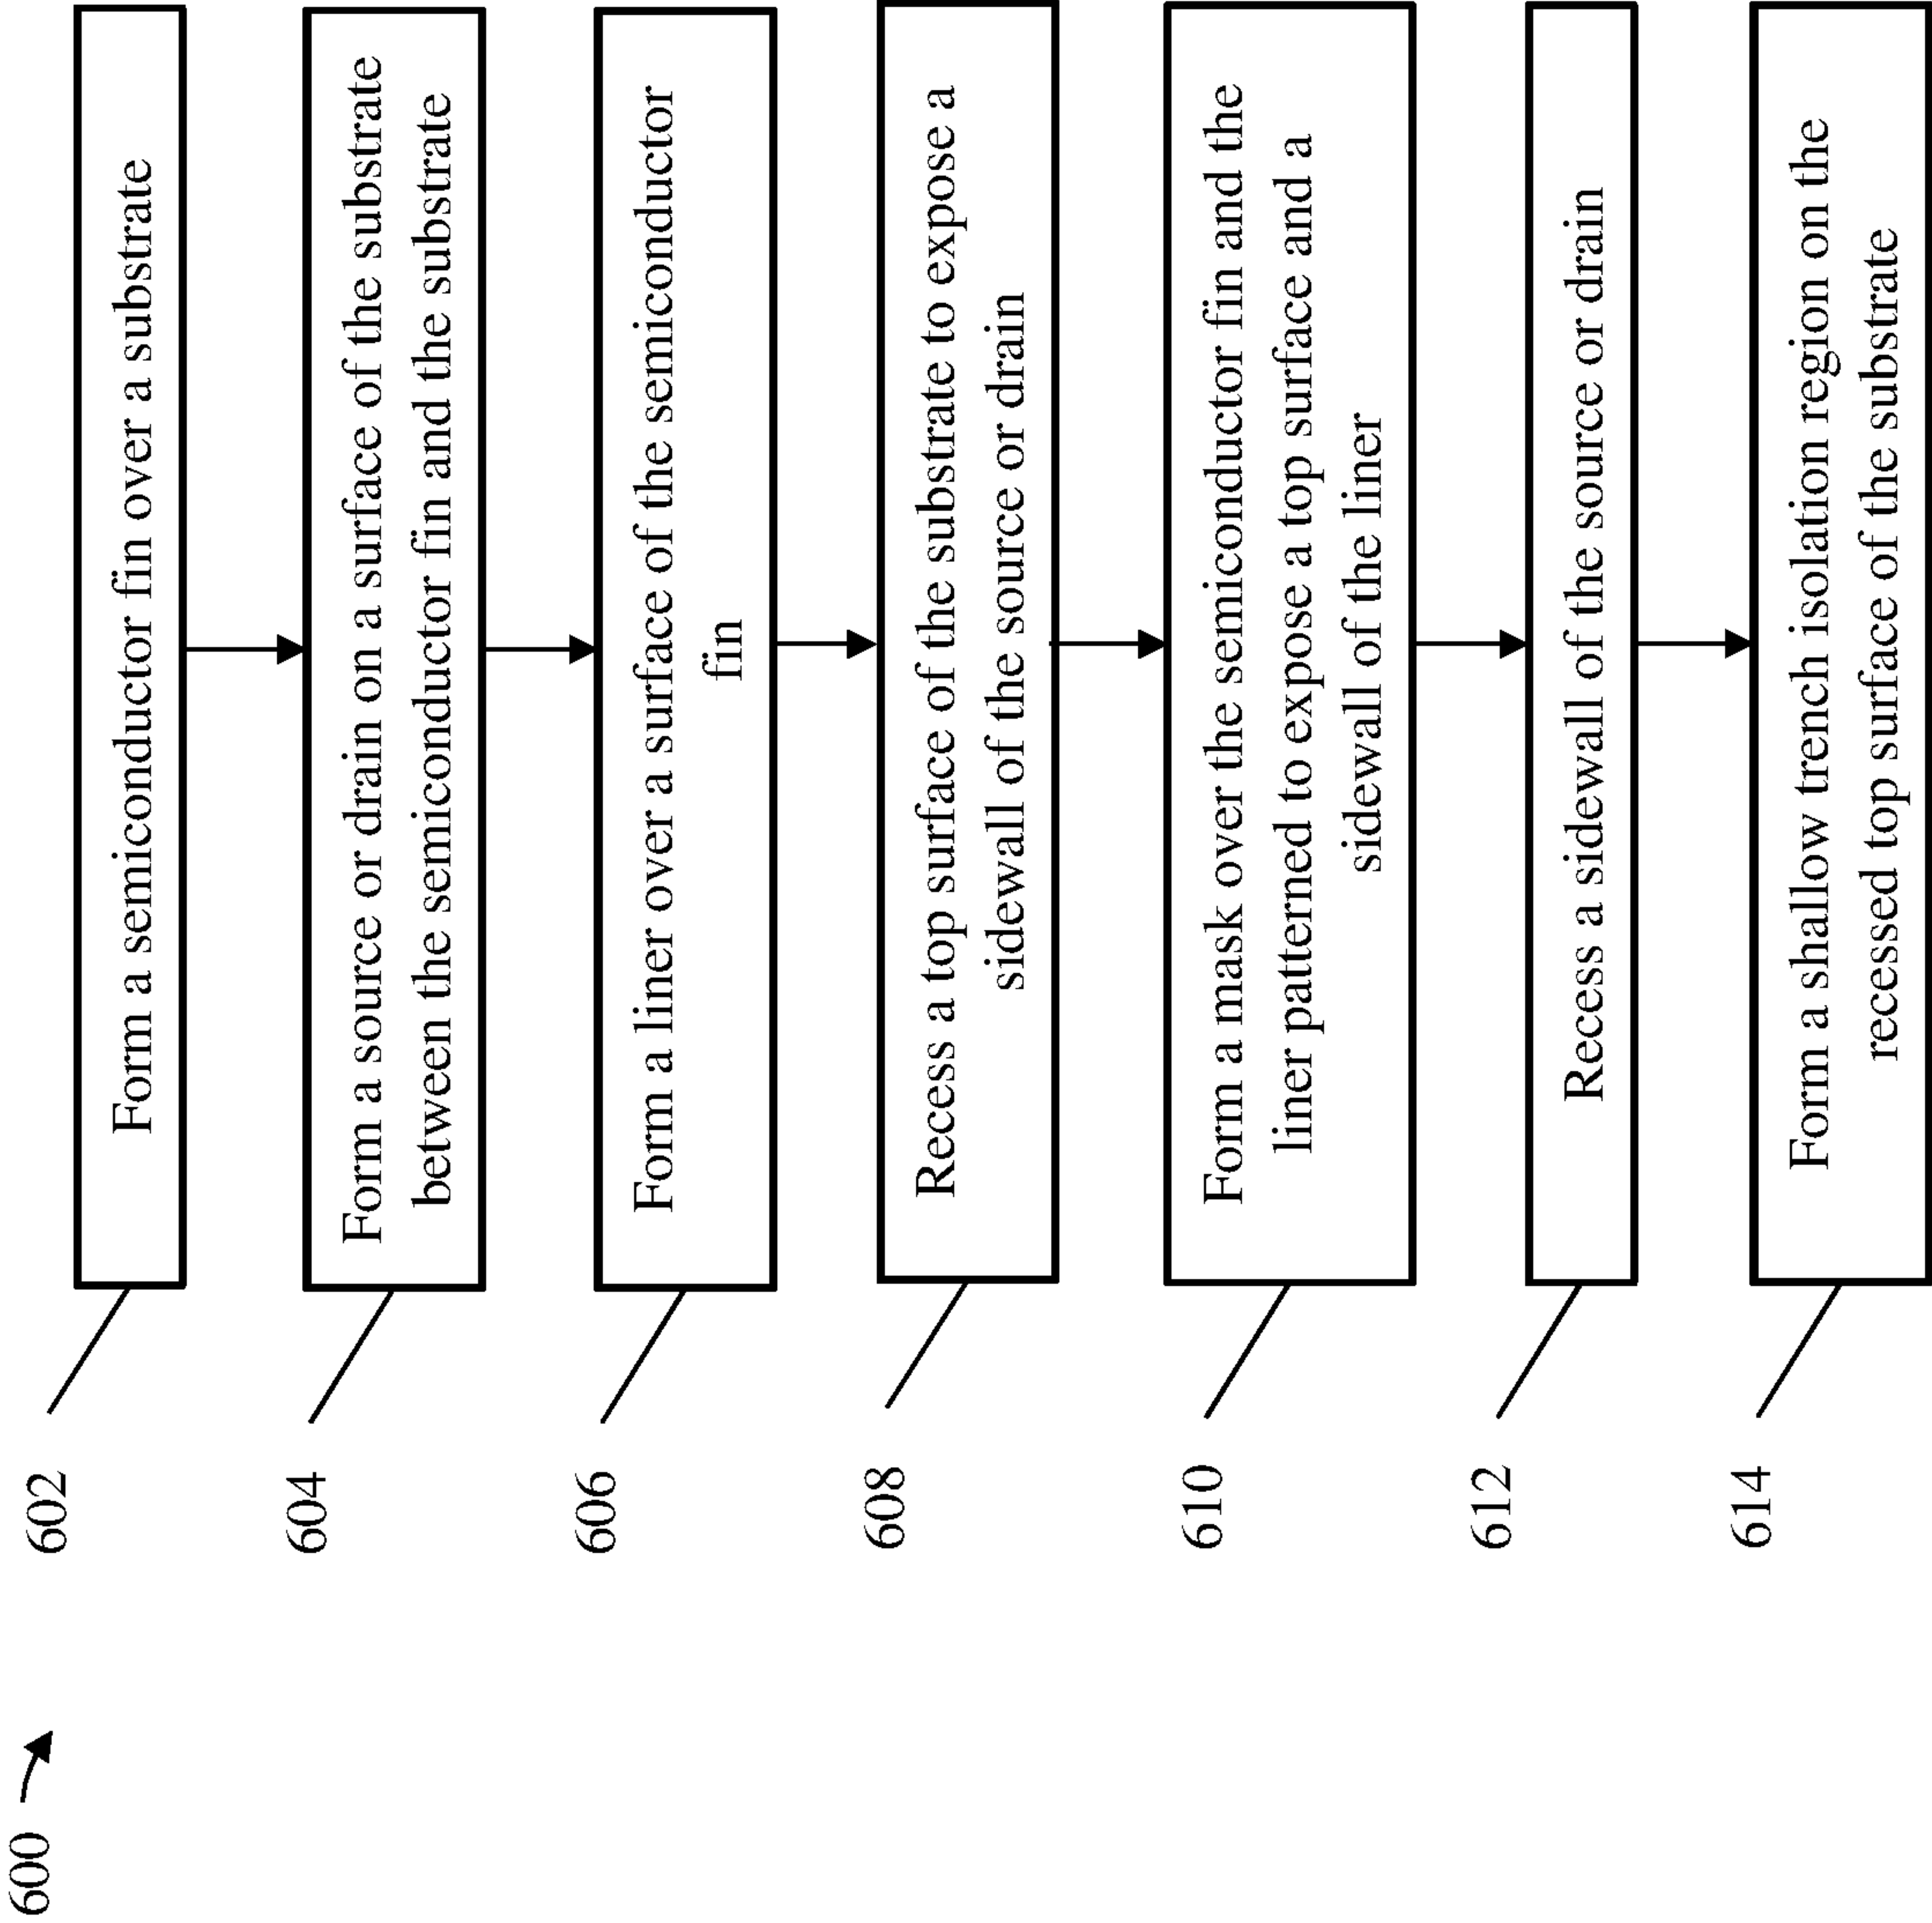 600
602
Form a semiconductor fin over a substrate
604
Form a source or drain on a surface of the substrate
between the semiconductor fin and the substrate
606
Form a liner over a surface of the semiconductor
fin
608
Recess a top surface of the substrate to expose a
sidewall of the source or drain
610
Form a mask over the semiconductor fin and the
liner patterned to expose a top surface and a
sidewall of the liner
612
Recess a sidewall of the source or drain
614
Form a shallow trench isolation region on the
recessed top surface of the substrate